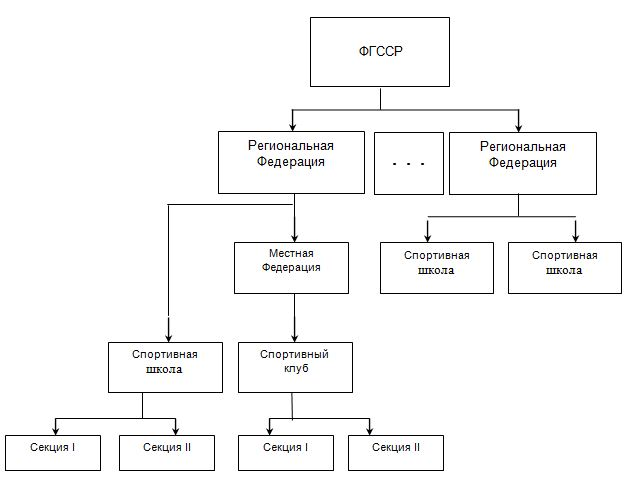 ФГССР
Региональная
Федерация
. . .
Региональная
Федерация
Местная
Федерация
Спортивная
школа
Спортивная
школа
Спортивная
школа
Спортивный
клуб
Секция I
Секция II
Секция I
Секция II